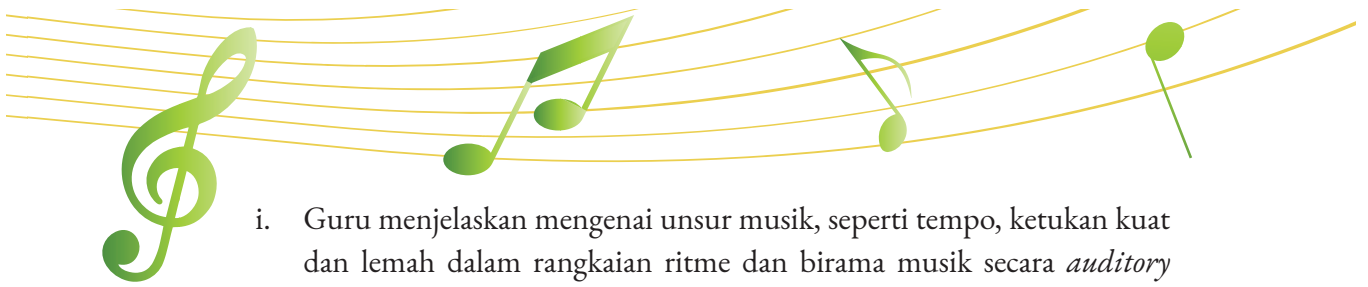 i. Guru menjelaskan mengenai unsur musik, seperti tempo, ketukan kuat
dan lemah dalam rangkaian ritme dan birama musik secara auditory